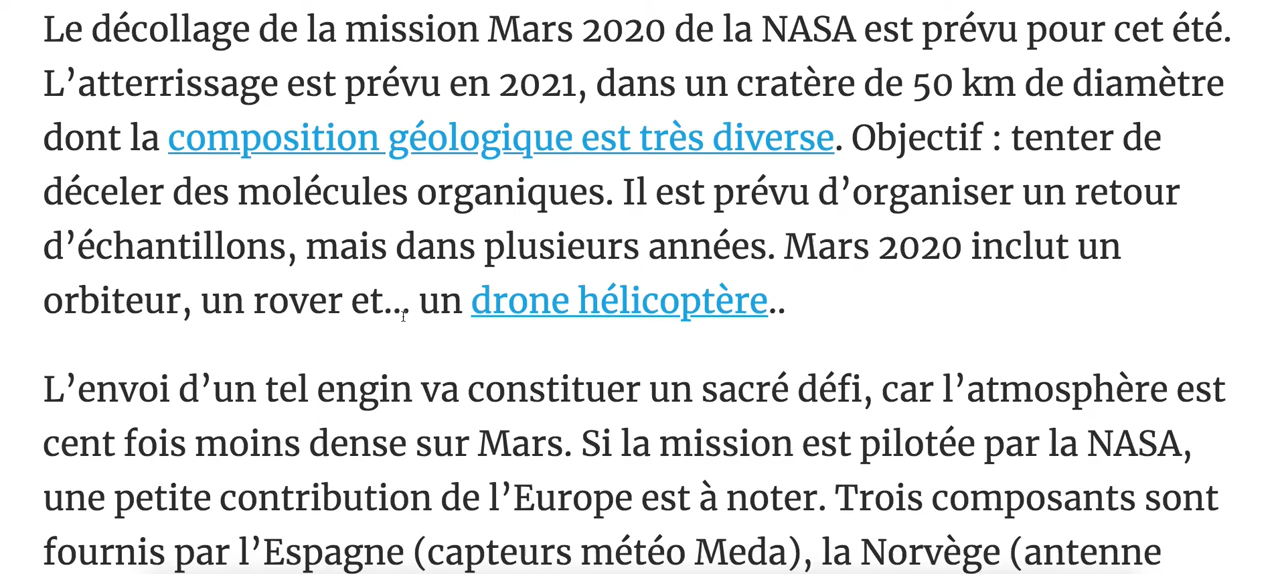 Le décollage de la mission Mars 2020 de la NASA est prévu pour cet été.
L’atterrissage est prévu en 2021, dans un cratère de 50 km de diamètre
dont la composition géologique est très diverse. Objectif : tenter de
déceler des molécules organiques. Il est prévu d’organiser un retour
d’échantillons, mais dans plusieurs années. Mars 2020 inclut un
orbiteur, un rover et… un drone hélicoptère..
L’envoi d’un tel engin va constituer un sacré défi, car l’atmosphère est
cent fois moins dense sur Mars. Si la mission est pilotée par la NASA,
une petite contribution de l’Europe est à noter. Trois composants sont
fournis par l’Espagne (capteurs météo Meda), la Norvège (antenne